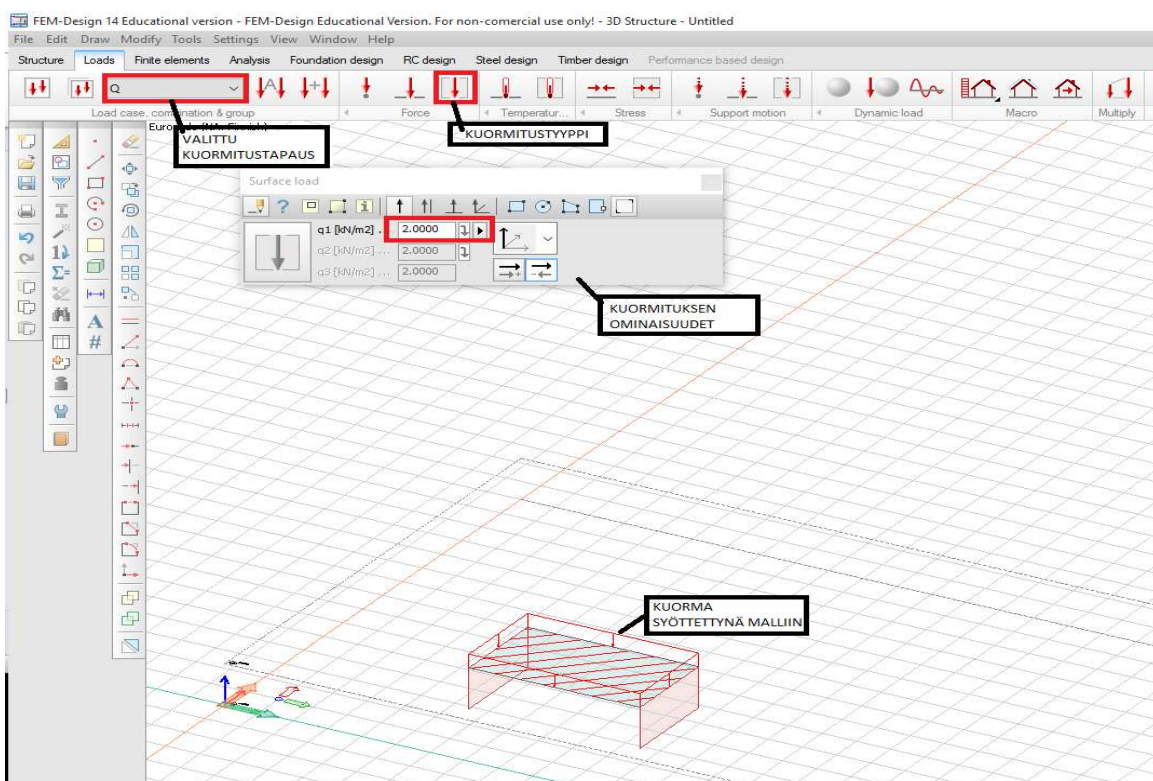 FEM-Design 14 Educational version - FEM-Design Educational Version. For non-comercial use only! - 3D Structure - Untitled
File Edit Draw Modify Tools Settings View Window Help
Structure Loads Finite elements Analysis Foundation design RC design Steel design Timber design Performance based design
Q
Load case, combination & group Force Temperatur... Stress Support motion Dynamic load Macro Multiply
VALITTU
KUORMITUSTAPAUS
KUORMITUSTYYPPI
Surface load
q1 [kN/m2] ... 2.0000
q2 [kN/m2] ... 2.0000
q3 [kN/m2] ... 2.0000
KUORMITUKSEN
OMINAISUUDET
KUORMA
SYÖTTETTYNÄ MALLIIN